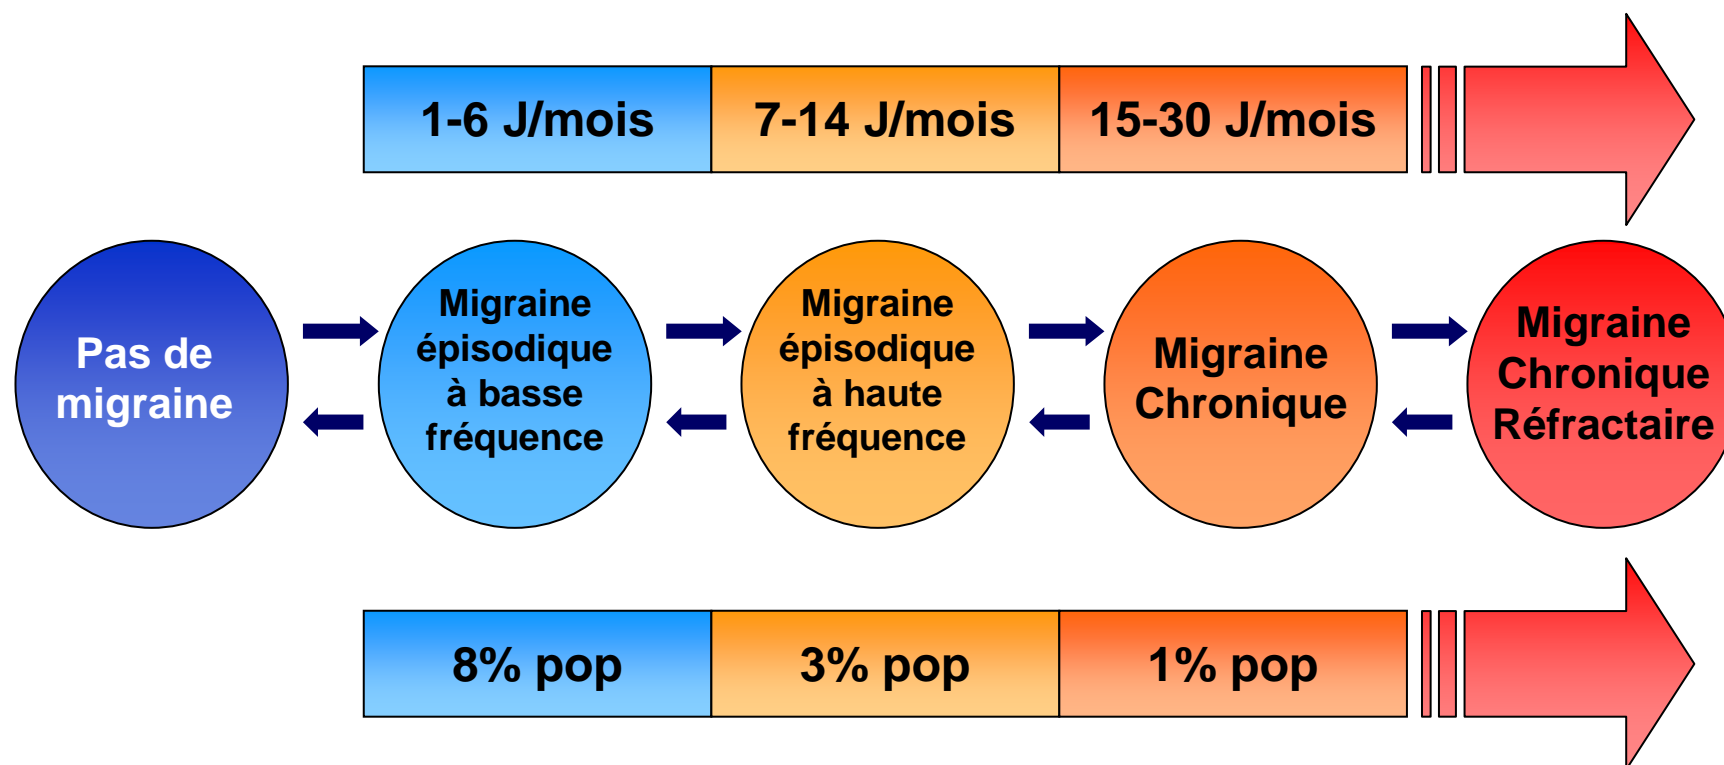 1-6 J/mois
7-14 J/mois
15-30 J/mois
Pas de
migraine
Migraine
épisodique
à basse
fréquence
Migraine
épisodique
à haute
fréquence
Migraine
Chronique
Migraine
Chronique
Réfractaire
8% pop
3% pop
1% pop